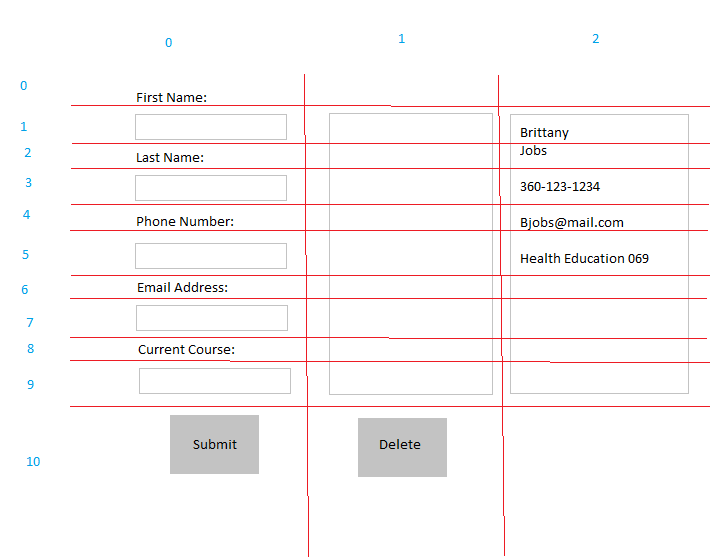 0
1
2
0
First Name:
1
Brittany
2
Jobs
Last Name:
3
360-123-1234
4
Phone Number:
Bjobs@mail.com
5
Health Education 069
6
Email Address:
7
8
Current Course:
9
Submit
Delete
10